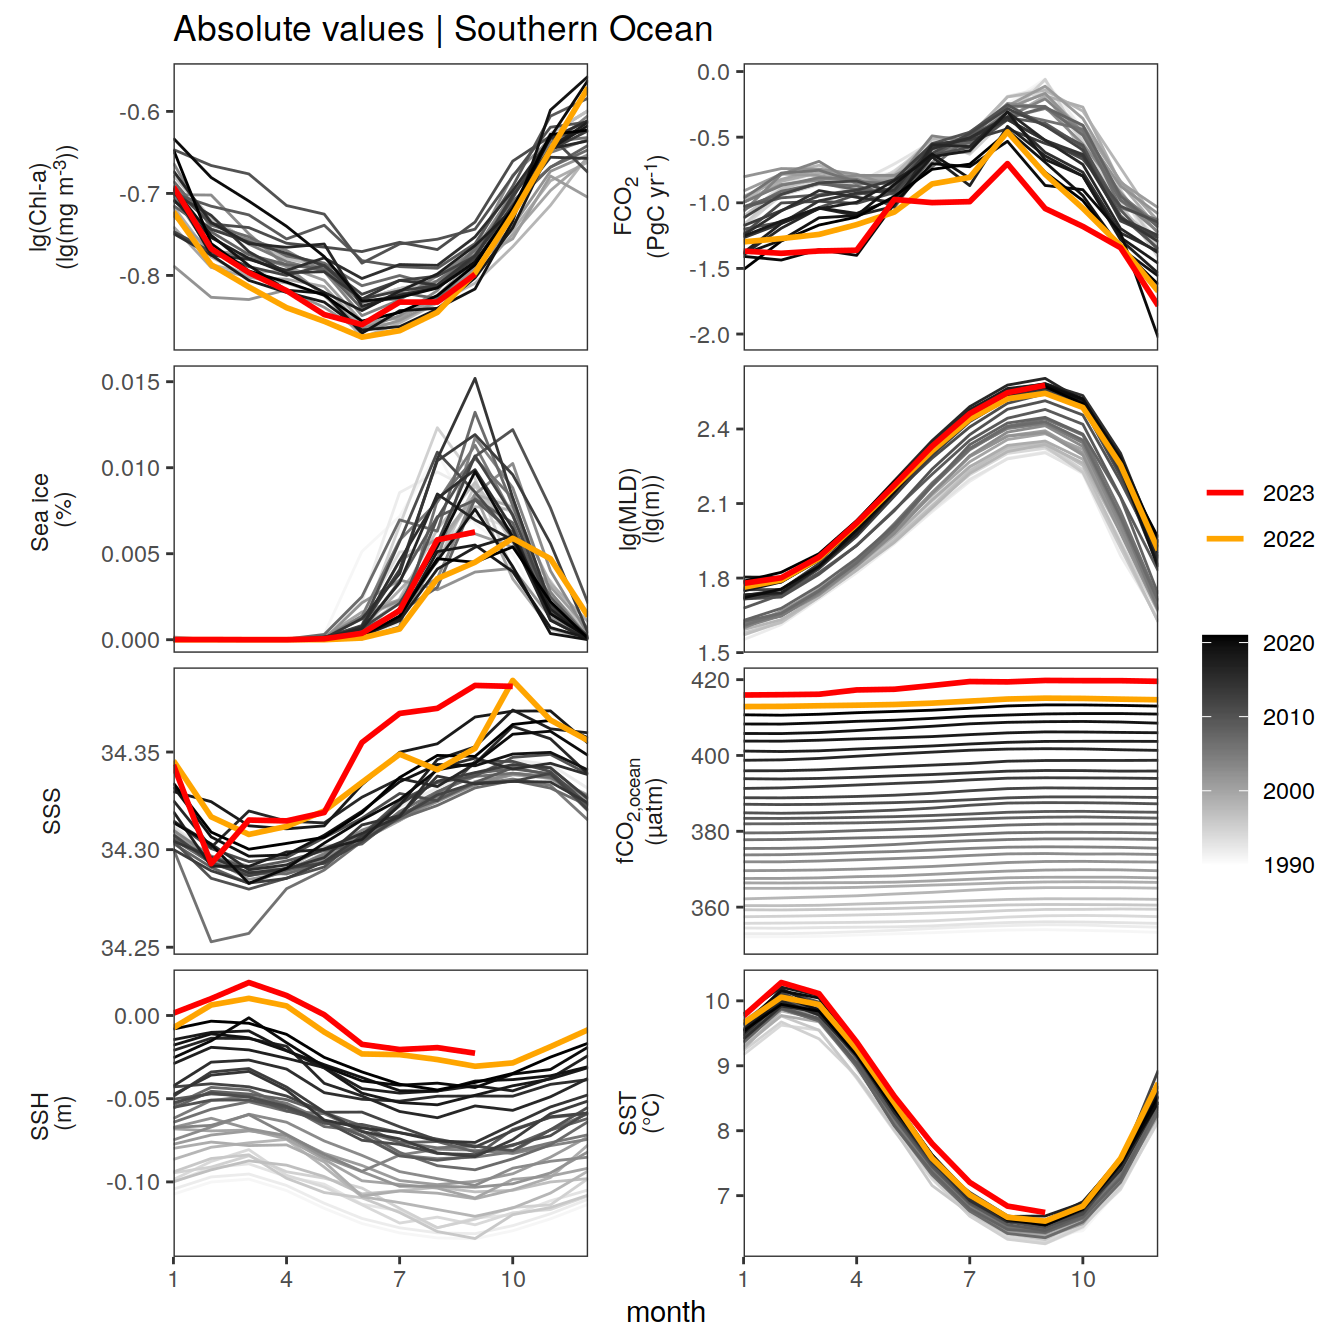 Absolute values | Southern Ocean
lg(Chl-a)
(lg(mg m⁻³))
-0.6
-0.7
-0.8
FCO₂
(PgC yr⁻¹)
0.0
-0.5
-1.0
-1.5
-2.0
Sea ice
(%)
0.015
0.010
0.005
0.000
lg(MLD)
(lg(m))
2.4
2.1
1.8
1.5
SSS
34.35
34.30
34.25
fCO₂,ocean
(µatm)
420
400
380
360
SSH
(m)
0.00
-0.05
-0.10
SST
(°C)
10
9
8
7
1 4 7 10
1 4 7 10
month
2023
2022
2020
2010
2000
1990